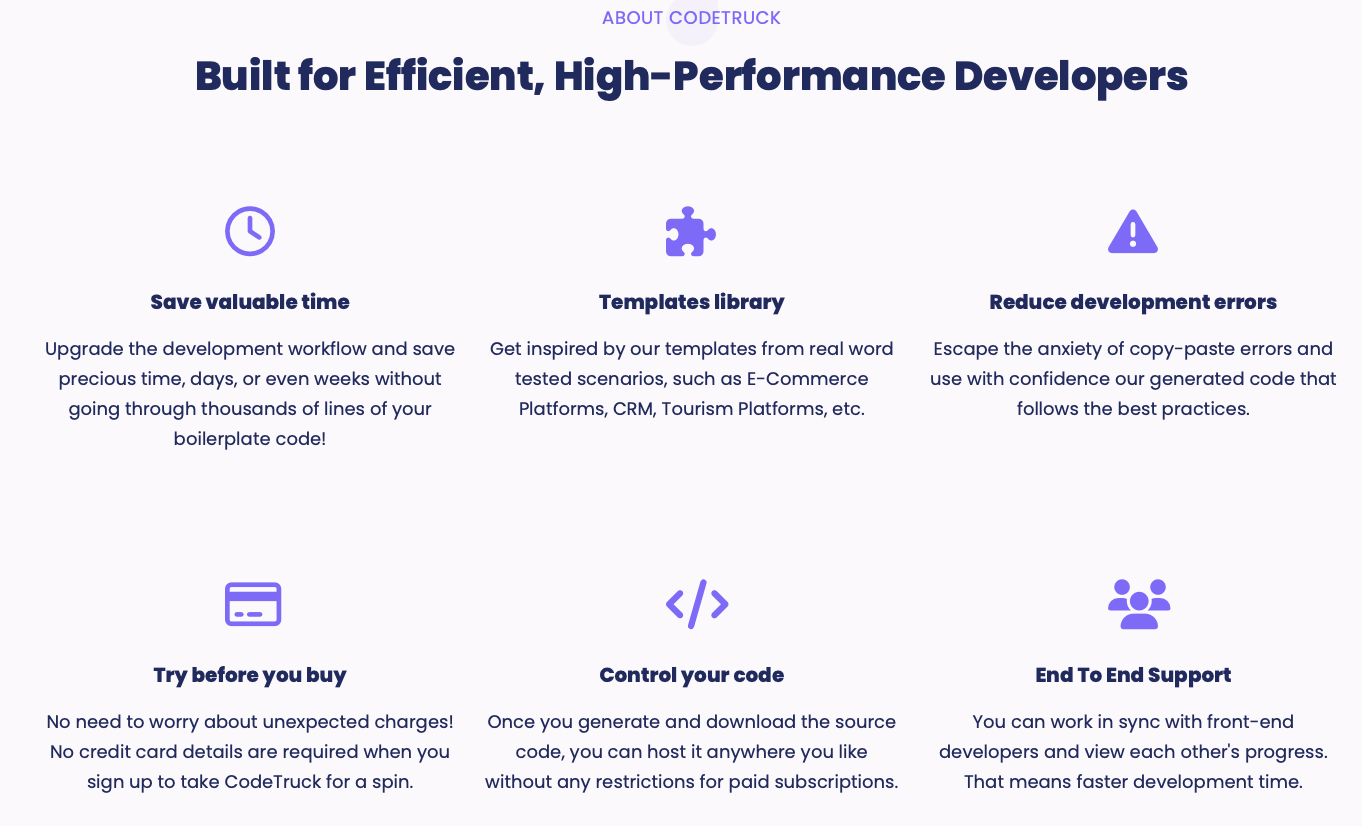 ABOUT CODETRUCK
Built for Efficient, High-Performance Developers
Save valuable time
Upgrade the development workflow and save
precious time, days, or even weeks without
going through thousands of lines of your
boilerplate code!
Templates library
Get inspired by our templates from real word
tested scenarios, such as E-Commerce
Platforms, CRM, Tourism Platforms, etc.
Reduce development errors
Escape the anxiety of copy-paste errors and
use with confidence our generated code that
follows the best practices.
Try before you buy
No need to worry about unexpected charges!
No credit card details are required when you
sign up to take CodeTruck for a spin.
Control your code
Once you generate and download the source
code, you can host it anywhere you like
without any restrictions for paid subscriptions.
End To End Support
You can work in sync with front-end
developers and view each other's progress.
That means faster development time.